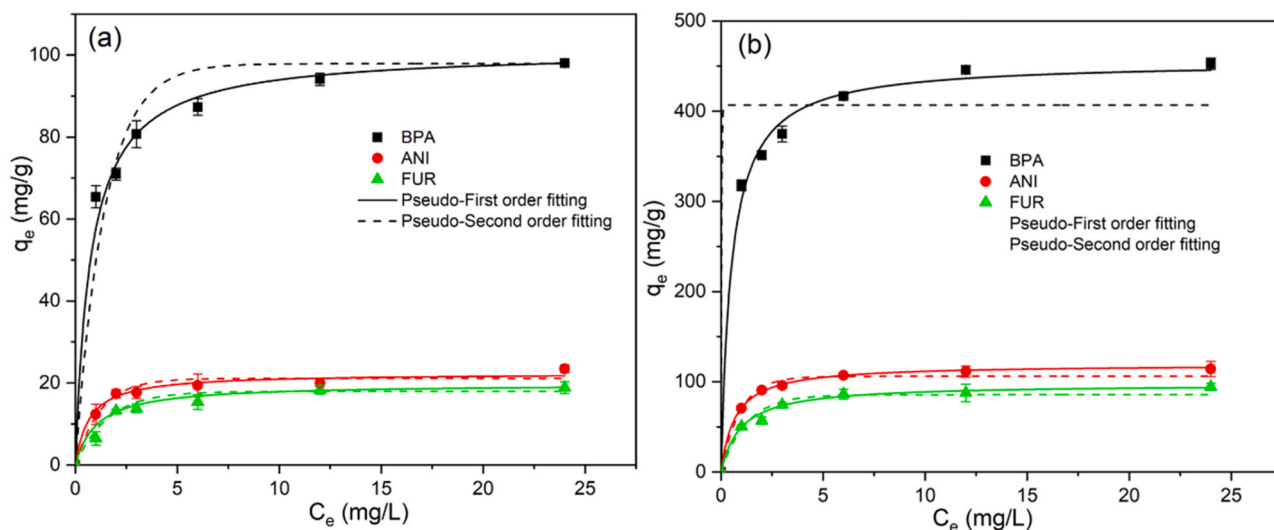 (a)
100
80
60
40
20
0
q_e (mg/g)
BPA
ANI
FUR
Pseudo-First order fitting
Pseudo-Second order fitting
0 5 10 15 20 25
C_e (mg/L)
(b)
500
400
300
200
100
0
q_e (mg/g)
BPA
ANI
FUR
Pseudo-First order fitting
Pseudo-Second order fitting
0 5 10 15 20 25
C_e (mg/L)